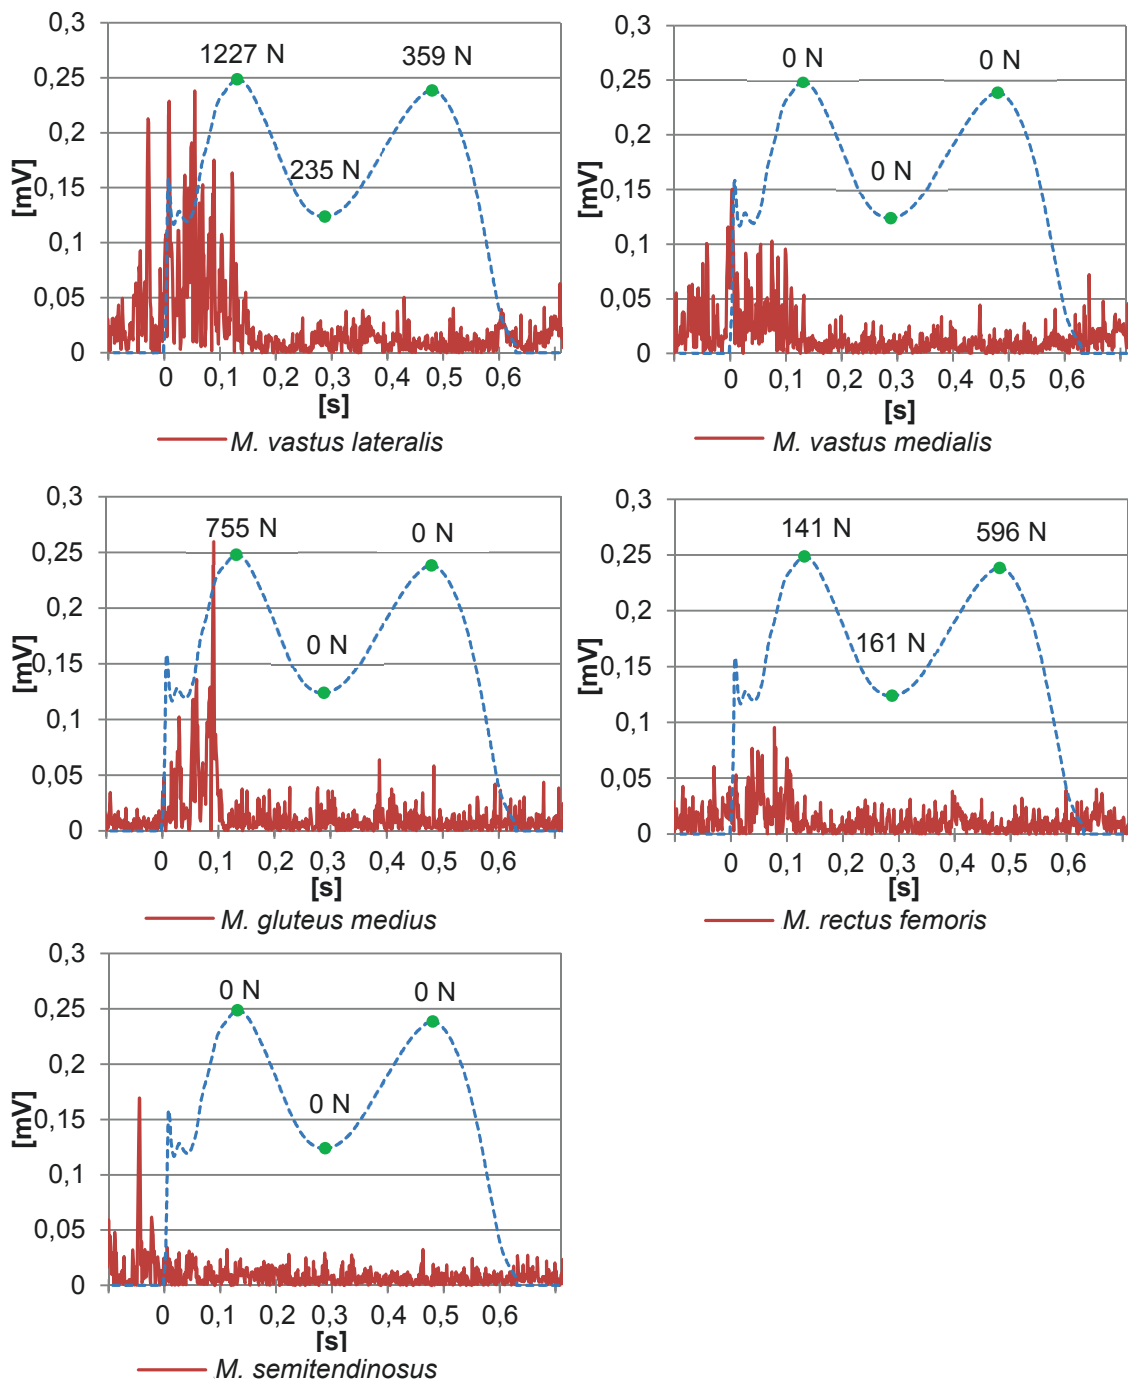 0,3
1227 N
359 N
0,25
0,2
235 N
0,15
0,1
0,05
0
[mV]
0 0,1 0,2 0,3 0,4 0,5 0,6
[s]
M. vastus lateralis
0,3
0 N
0 N
0,25
0,2
0 N
0,15
0,1
0,05
0
[mV]
0 0,1 0,2 0,3 0,4 0,5 0,6
[s]
M. vastus medialis
0,3
755 N
0 N
0,25
0,2
0 N
0,15
0,1
0,05
0
[mV]
0 0,1 0,2 0,3 0,4 0,5 0,6
[s]
M. gluteus medius
0,3
141 N
596 N
0,25
0,2
161 N
0,15
0,1
0,05
0
[mV]
0 0,1 0,2 0,3 0,4 0,5 0,6
[s]
M. rectus femoris
0,3
0 N
0 N
0,25
0,2
0 N
0,15
0,1
0,05
0
[mV]
0 0,1 0,2 0,3 0,4 0,5 0,6
[s]
M. semitendinosus